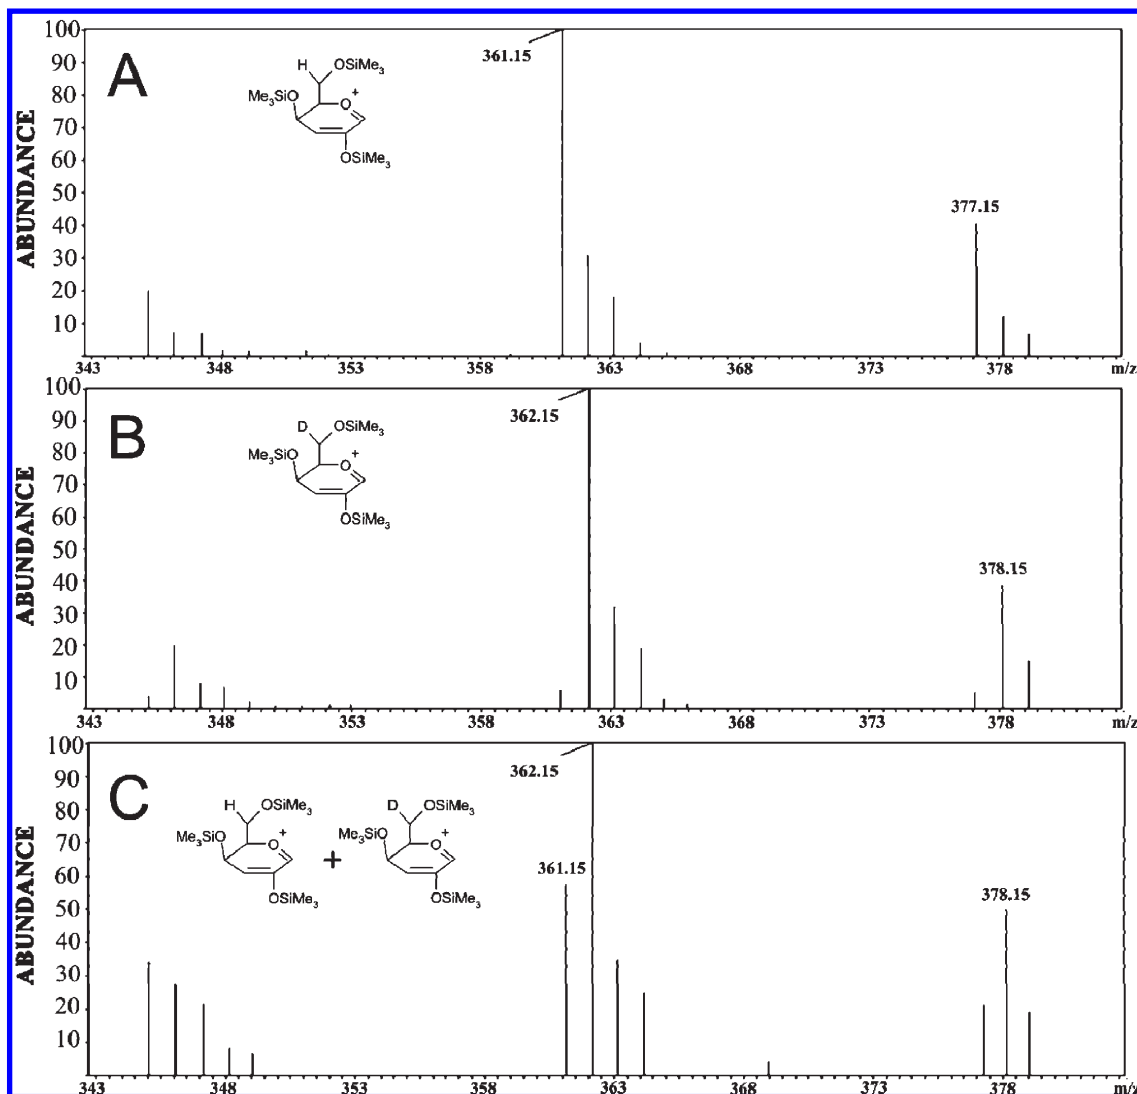 A
ABUNDANCE
100
90
80
70
60
50
40
30
20
10
H
OSiMe3
Me3SiO
O
+
OSiMe3
361.15
377.15
343
348
353
358
363
368
373
378
m/z
B
ABUNDANCE
100
90
80
70
60
50
40
30
20
10
D
OSiMe3
Me3SiO
O
+
OSiMe3
362.15
378.15
343
348
353
358
363
368
373
378
m/z
C
ABUNDANCE
100
90
80
70
60
50
40
30
20
10
H
OSiMe3
Me3SiO
O
+
OSiMe3
+
D
OSiMe3
Me3SiO
O
+
OSiMe3
362.15
361.15
378.15
343
348
353
358
363
368
373
378
m/z